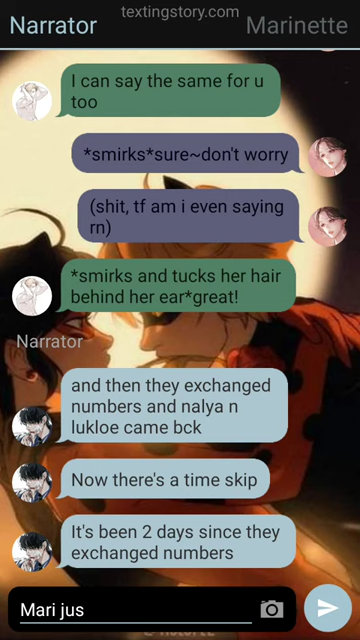 textingstory.com
Narrator Marinette
I can say the same for u
too
*smirks*sure~don't worry
(shit, tf am i even saying
rn)
*smirks and tucks her hair
behind her ear*great!
Narrator
and then they exchanged
numbers and nalya n
lukloe came bck
Now there's a time skip
It's been 2 days since they
exchanged numbers
Mari jus